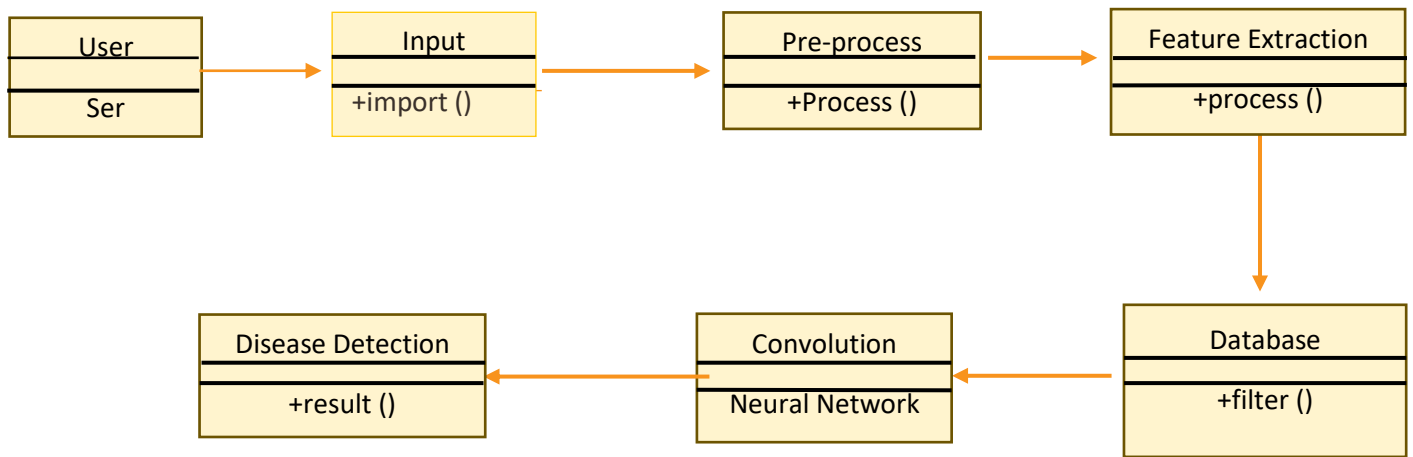 User
Ser
Input
+import ()
Pre-process
+Process ()
Feature Extraction
+process ()
Disease Detection
+result ()
Convolution
Neural Network
Database
+filter ()